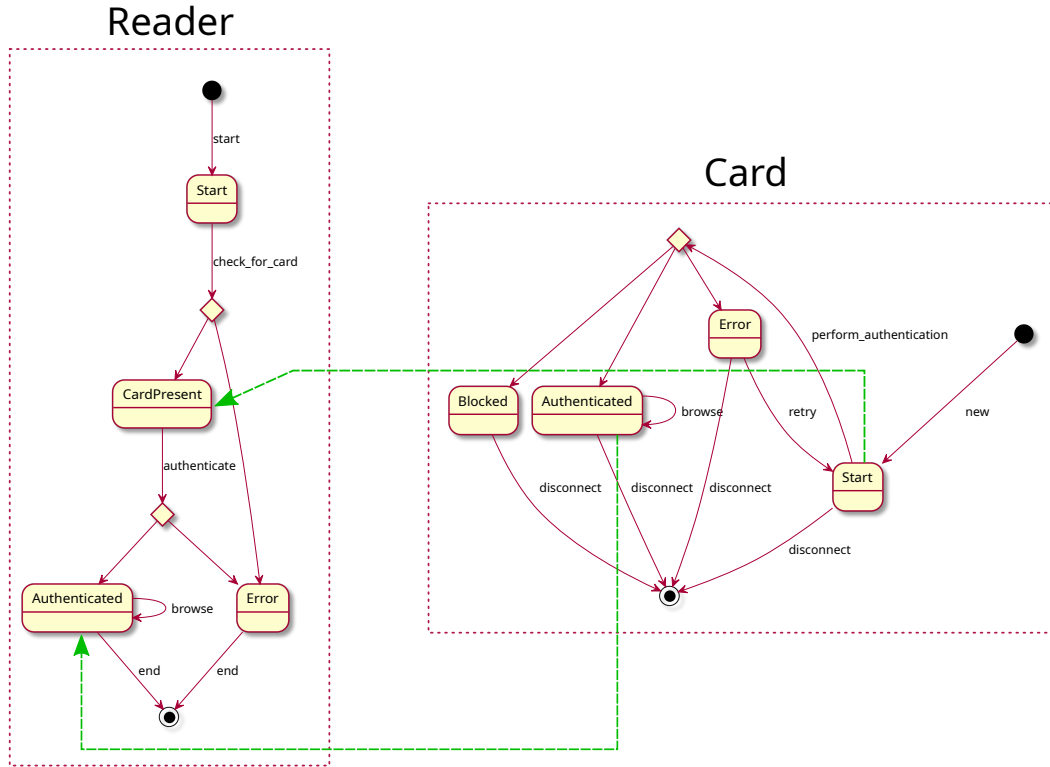 Reader
start
Start
check_for_card
CardPresent
authenticate
Authenticated
browse
Error
end
end
Card
Error
perform_authentication
Blocked
Authenticated
browse
retry
new
Start
disconnect
disconnect
disconnect
disconnect